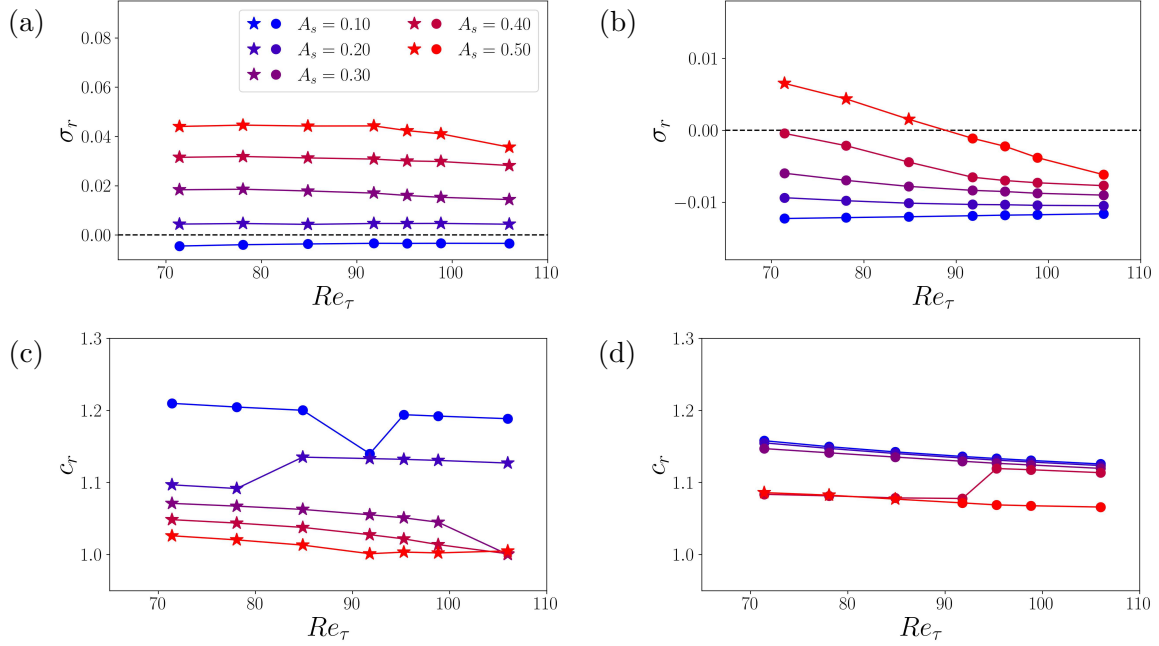 (a)
0.08
0.06
0.04
0.02
0.00
σ_r
70 80 90 100 110
Re_τ
A_s = 0.10
A_s = 0.20
A_s = 0.30
A_s = 0.40
A_s = 0.50
(b)
0.01
0.00
−0.01
σ_r
70 80 90 100 110
Re_τ
(c)
1.3
1.2
1.1
1.0
c_r
70 80 90 100 110
Re_τ
(d)
1.3
1.2
1.1
1.0
c_r
70 80 90 100 110
Re_τ